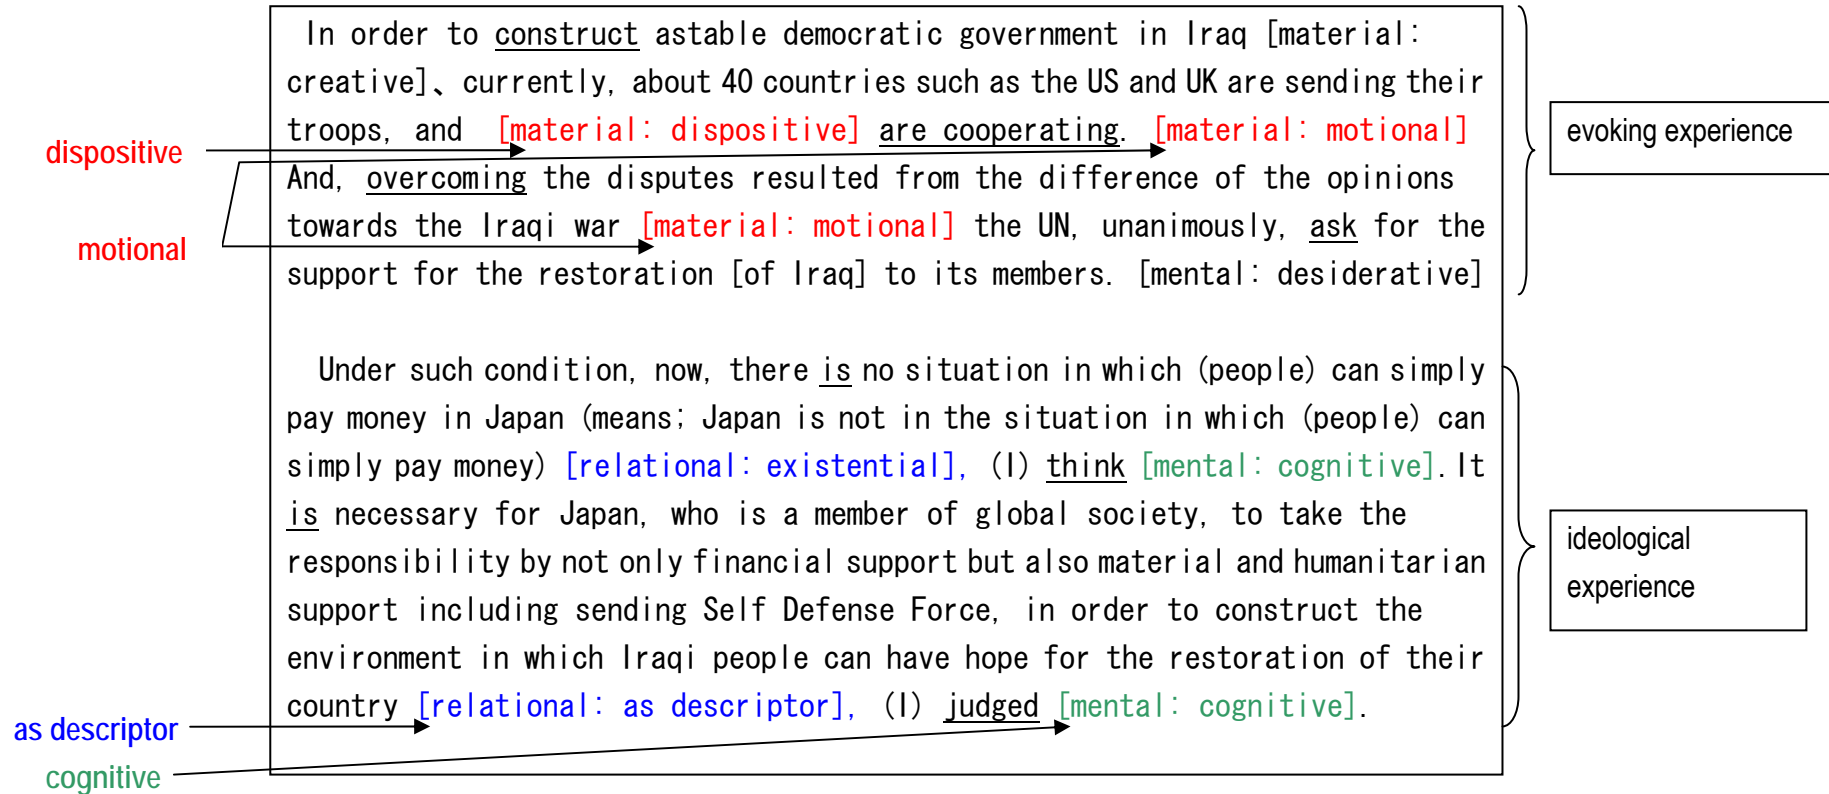 In order to construct astable democratic government in Iraq [material:
creative]、currently, about 40 countries such as the US and UK are sending their
troops, and [material: dispositive] are cooperating. [material: motional]
And, overcoming the disputes resulted from the difference of the opinions
towards the Iraqi war [material: motional] the UN, unanimously, ask for the
support for the restoration [of Iraq] to its members. [mental: desiderative]
Under such condition, now, there is no situation in which (people) can simply
pay money in Japan (means; Japan is not in the situation in which (people) can
simply pay money) [relational: existential], (I) think [mental: cognitive]. It
is necessary for Japan, who is a member of global society, to take the
responsibility by not only financial support but also material and humanitarian
support including sending Self Defense Force, in order to construct the
environment in which Iraqi people can have hope for the restoration of their
country [relational: as descriptor], (I) judged [mental: cognitive].
dispositive
motional
as descriptor
cognitive
evoking experience
ideological
experience